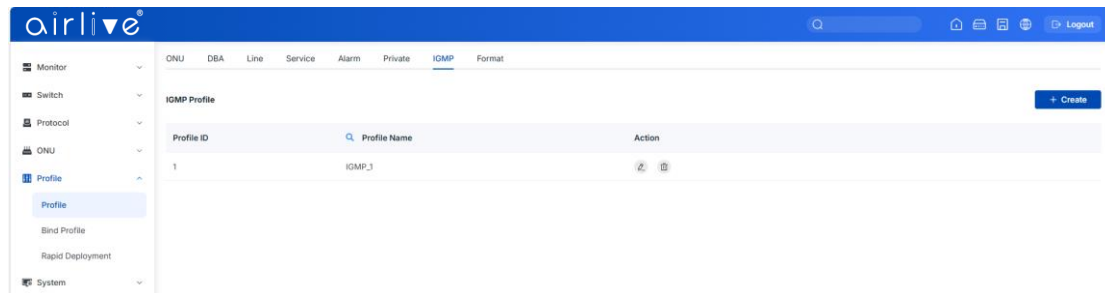 airlive®
Logout
Monitor
Switch
Protocol
ONU
Profile
Profile
Bind Profile
Rapid Deployment
System
ONU DBA Line Service Alarm Private IGMP Format
IGMP Profile
+ Create
Profile ID Profile Name Action
1 IGMP_1